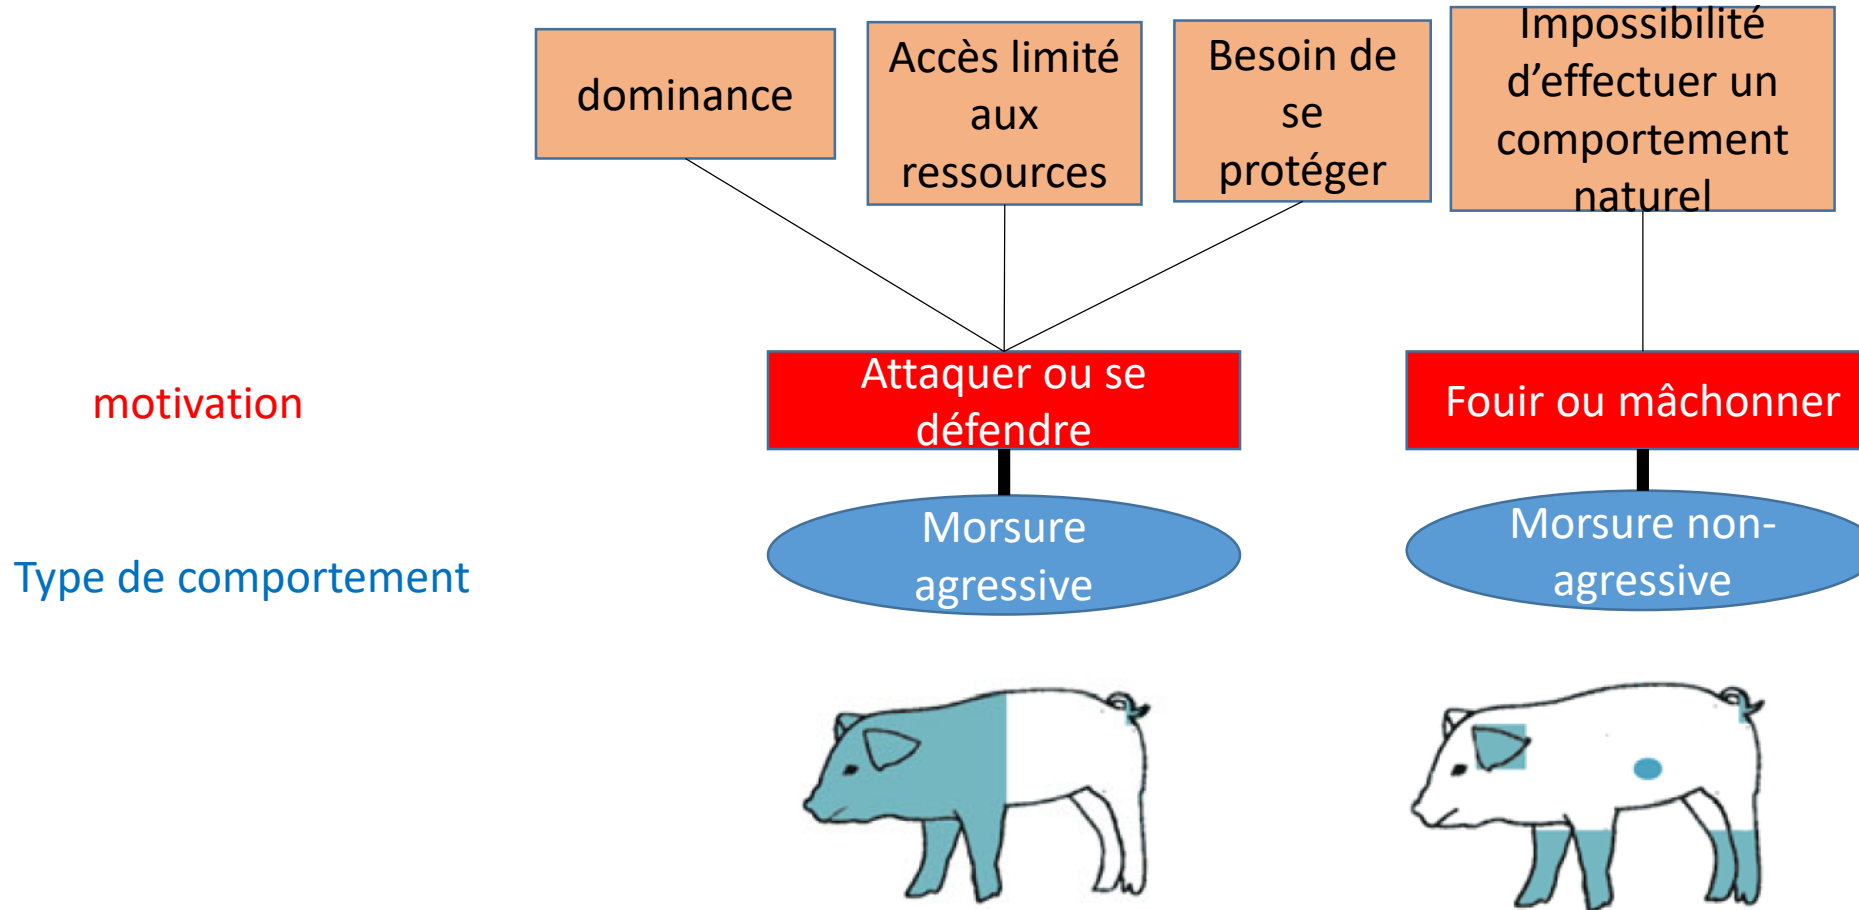 dominance
Accès limité
aux
ressources
Besoin de
se
protéger
Impossibilité
d’effectuer un
comportement
naturel
motivation
Attaquer ou se
défendre
Fouir ou mâchonner
Type de comportement
Morsure
agressive
Morsure non-
agressive